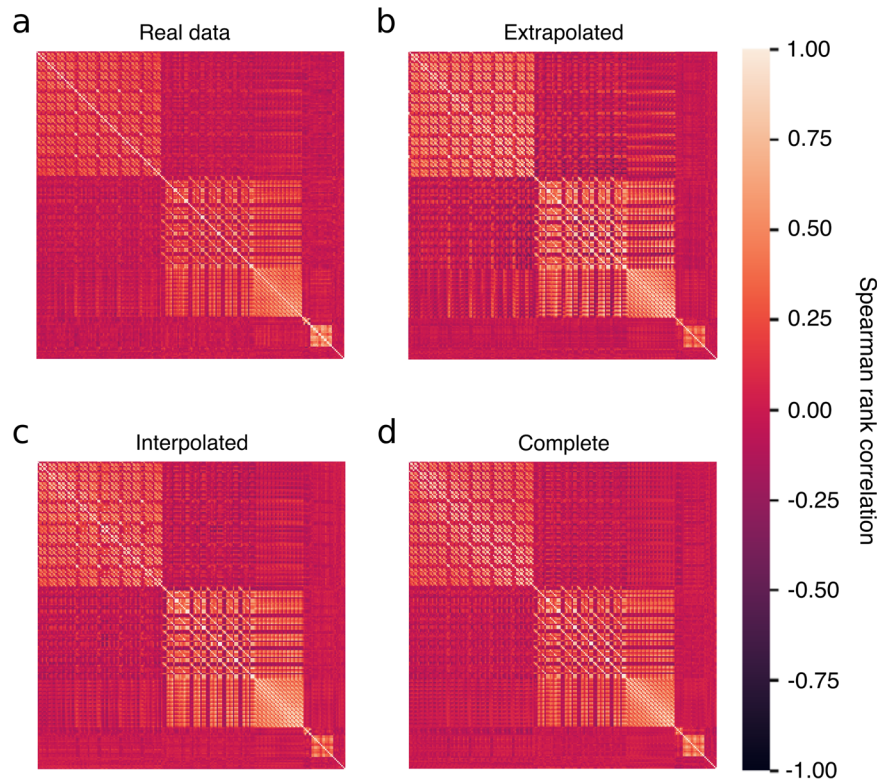 a
Real data
b
Extrapolated
c
Interpolated
d
Complete
1.00
0.75
0.50
0.25
0.00
-0.25
-0.50
-0.75
-1.00
Spearman rank correlation